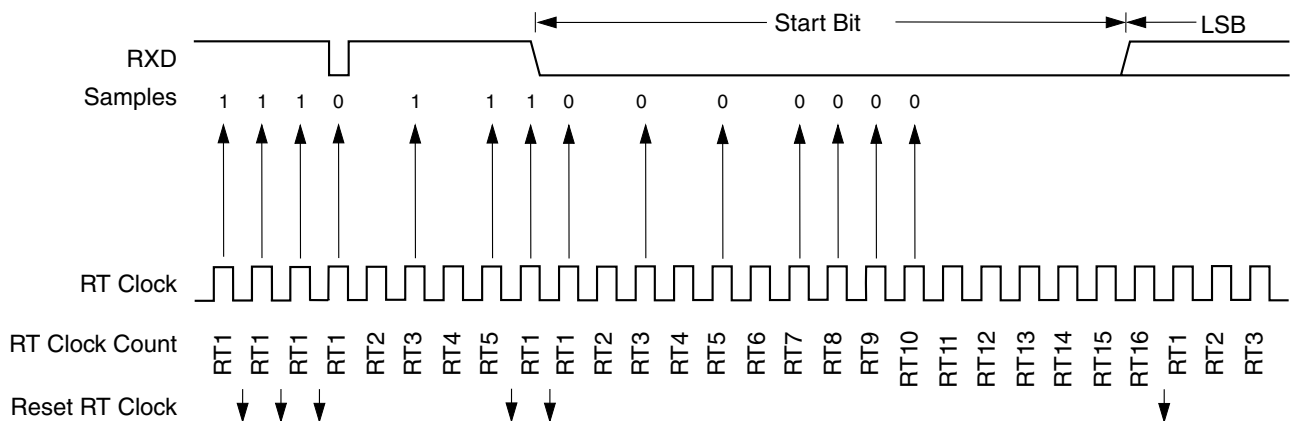 Start Bit LSB
RXD
Samples 1 1 1 0 1 1 1 0 0 0 0 0 0 0
RT Clock
RT Clock Count RT1 RT1 RT1 RT1 RT2 RT3 RT4 RT5 RT1 RT1 RT2 RT3 RT4 RT5 RT6 RT7 RT8 RT9 RT10 RT11 RT12 RT13 RT14 RT15 RT16 RT1 RT2 RT3
Reset RT Clock